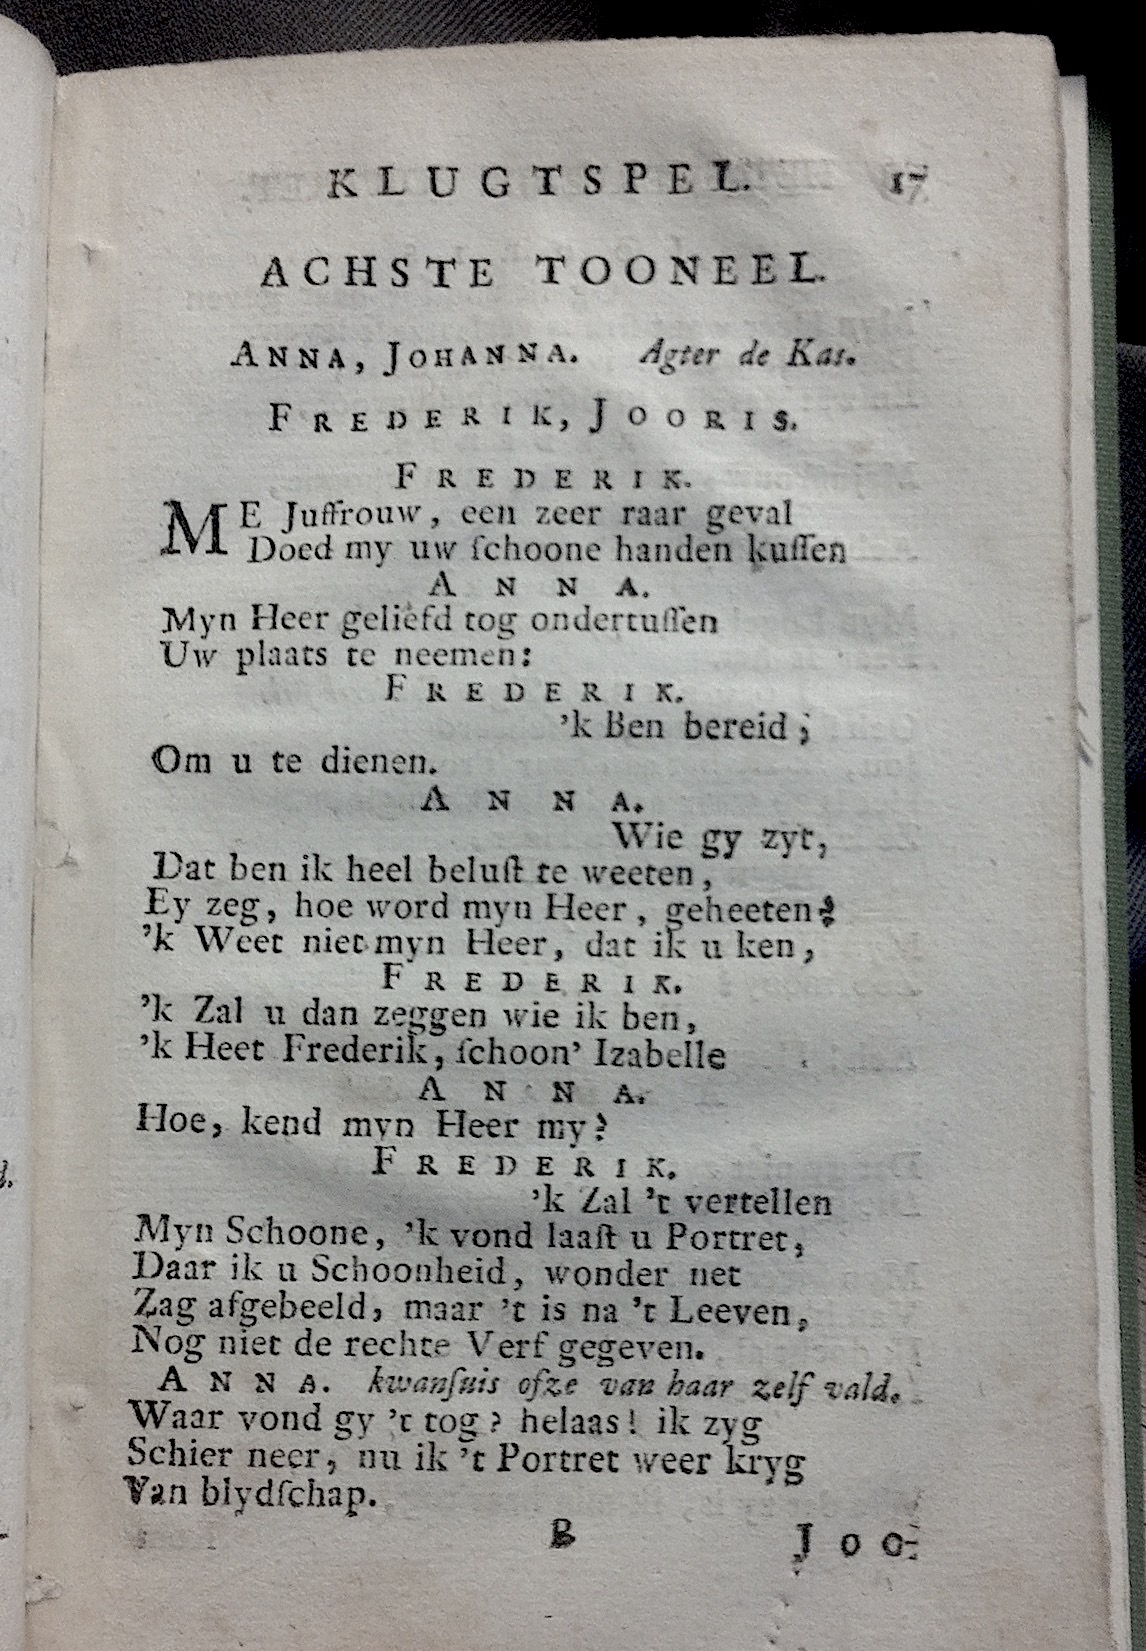 KLUGTSPEL. 17
ACHSTE TOONEEL.
ANNA, JOHANNA. Agter de Kas.
FREDERIK, JOORIS.
FREDERIK.
ME Juffrouw, een zeer raar geval
Doed my uw ſchoone handen kuſſen
ANNA.
Myn Heer geliefd tog ondertuſſen
Uw plaats te neemen:
FREDERIK.
'k Ben bereid;
Om u te dienen.
ANNA.
Wie gy zyt,
Dat ben ik heel beluſt te weeten,
Ey zeg, hoe word myn Heer, geheeten?
'k Weet niet myn Heer, dat ik u ken,
FREDERIK.
'k Zal u dan zeggen wie ik ben,
'k Heet Frederik, ſchoon' Izabelle
ANNA.
Hoe, kend myn Heer my?
FREDERIK.
'k Zal 't vertellen
Myn Schoone, 'k vond laaſt u Portret,
Daar ik u Schoonheid, wonder net
Zag afgebeeld, maar 't is na 't Leeven,
Nog niet de rechte Verf gegeven.
ANNA. kwanſuis ofze van haar zelf vald.
Waar vond gy 't tog? helaas! ik zyg
Schier neer, nu ik 't Portret weer kryg
Van blydſchap.
B JOO-